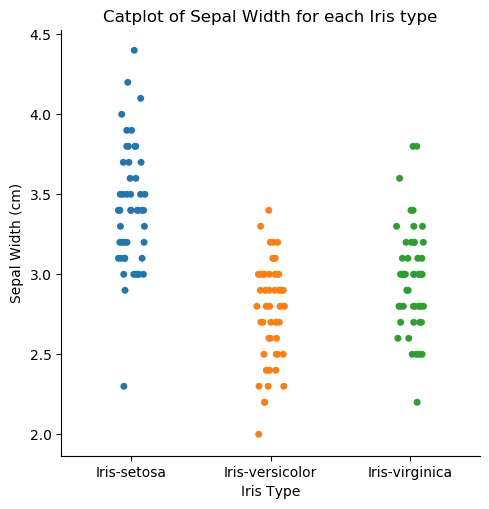 Catplot of Sepal Width for each Iris type
4.5
4.0
3.5
3.0
2.5
2.0
Sepal Width (cm)
Iris-setosa Iris-versicolor Iris-virginica
Iris Type